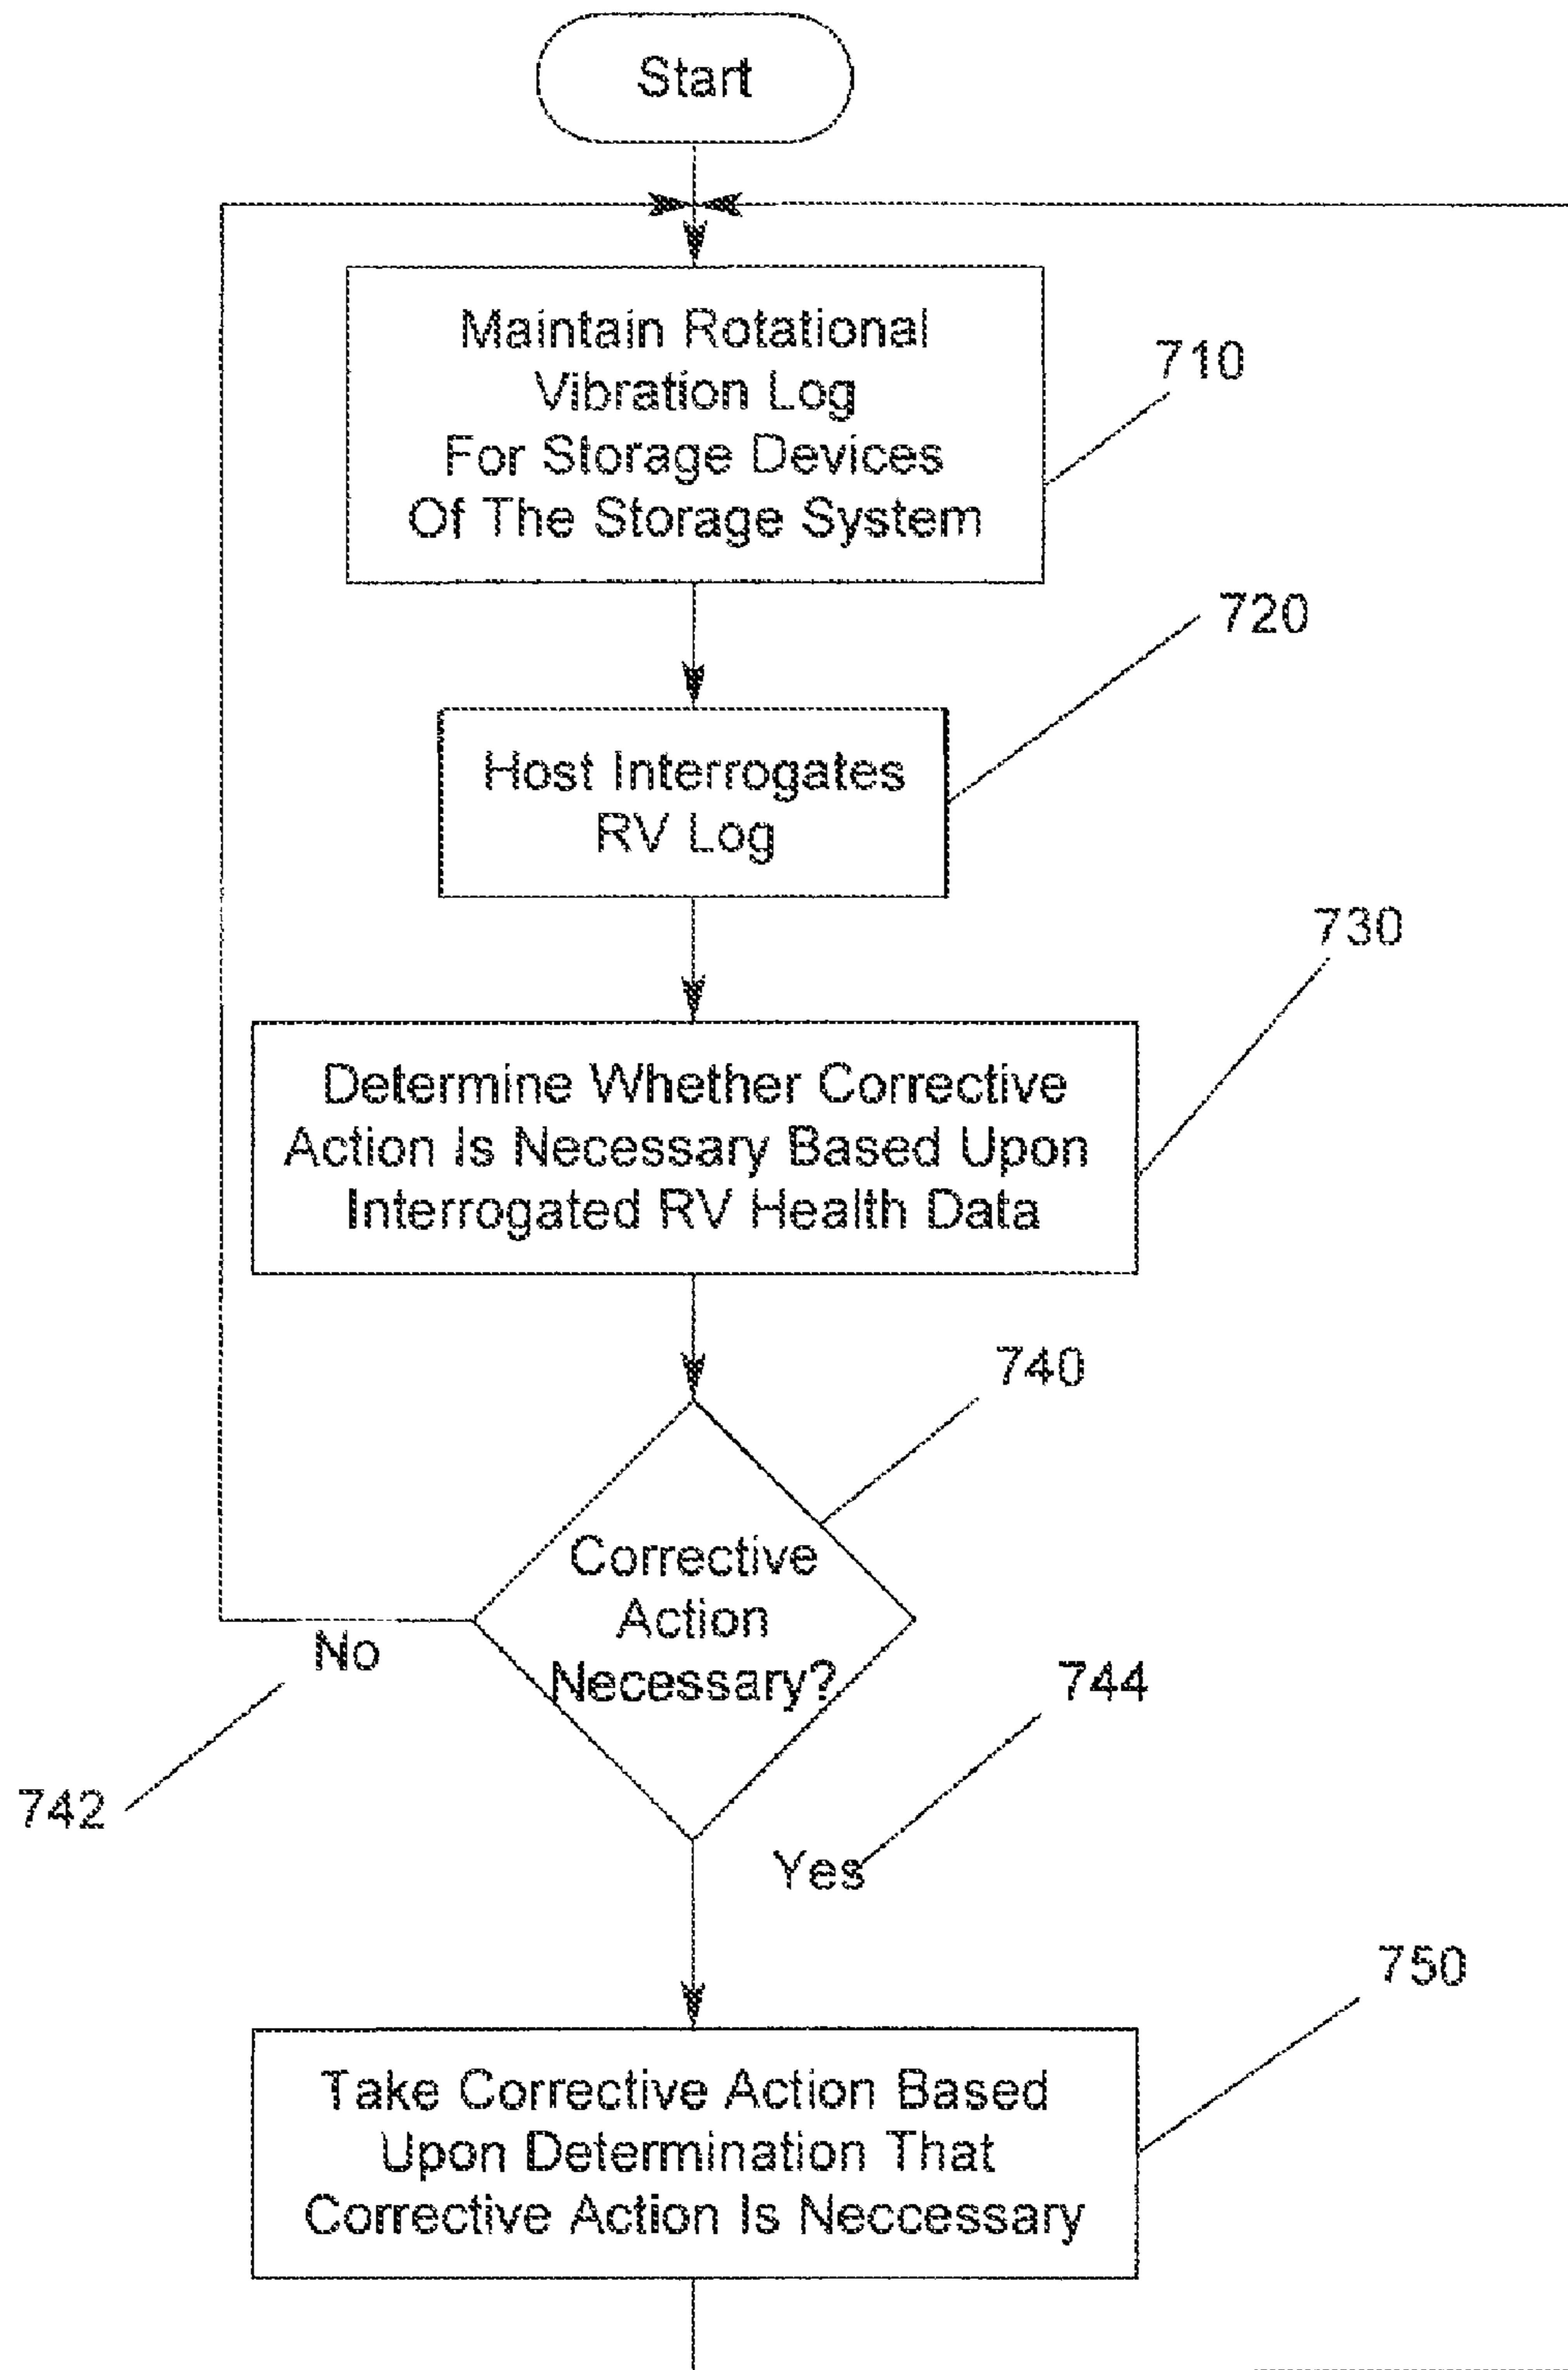 Start
Maintain Rotational
Vibration Log
For Storage Devices
Of The Storage System
710
720
Host Interrogates
RV Log
730
Determine Whether Corrective
Action Is Necessary Based Upon
Interrogated RV Health Data
740
Corrective
Action
Necessary?
No
744
742
Yes
750
Take Corrective Action Based
Upon Determination That
Corrective Action Is Neccessary